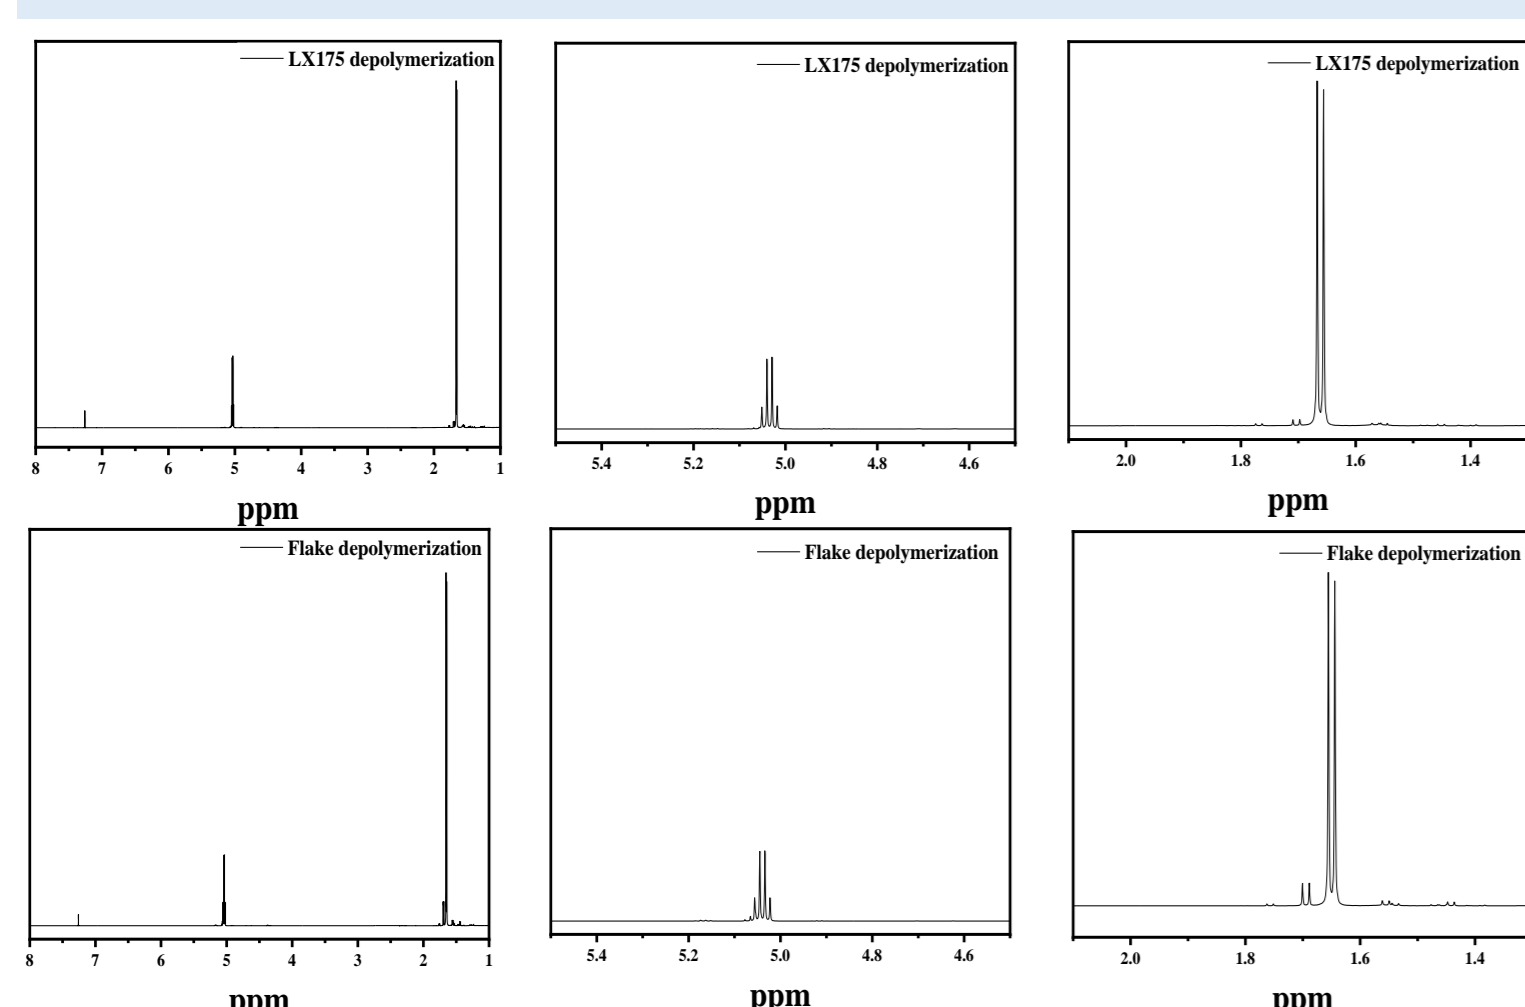 LX175 depolymerization
8 7 6 5 4 3 2 1
ppm
LX175 depolymerization
5.4 5.2 5.0 4.8 4.6
ppm
LX175 depolymerization
2.0 1.8 1.6 1.4
ppm
Flake depolymerization
8 7 6 5 4 3 2 1
ppm
Flake depolymerization
5.4 5.2 5.0 4.8 4.6
ppm
Flake depolymerization
2.0 1.8 1.6 1.4
ppm